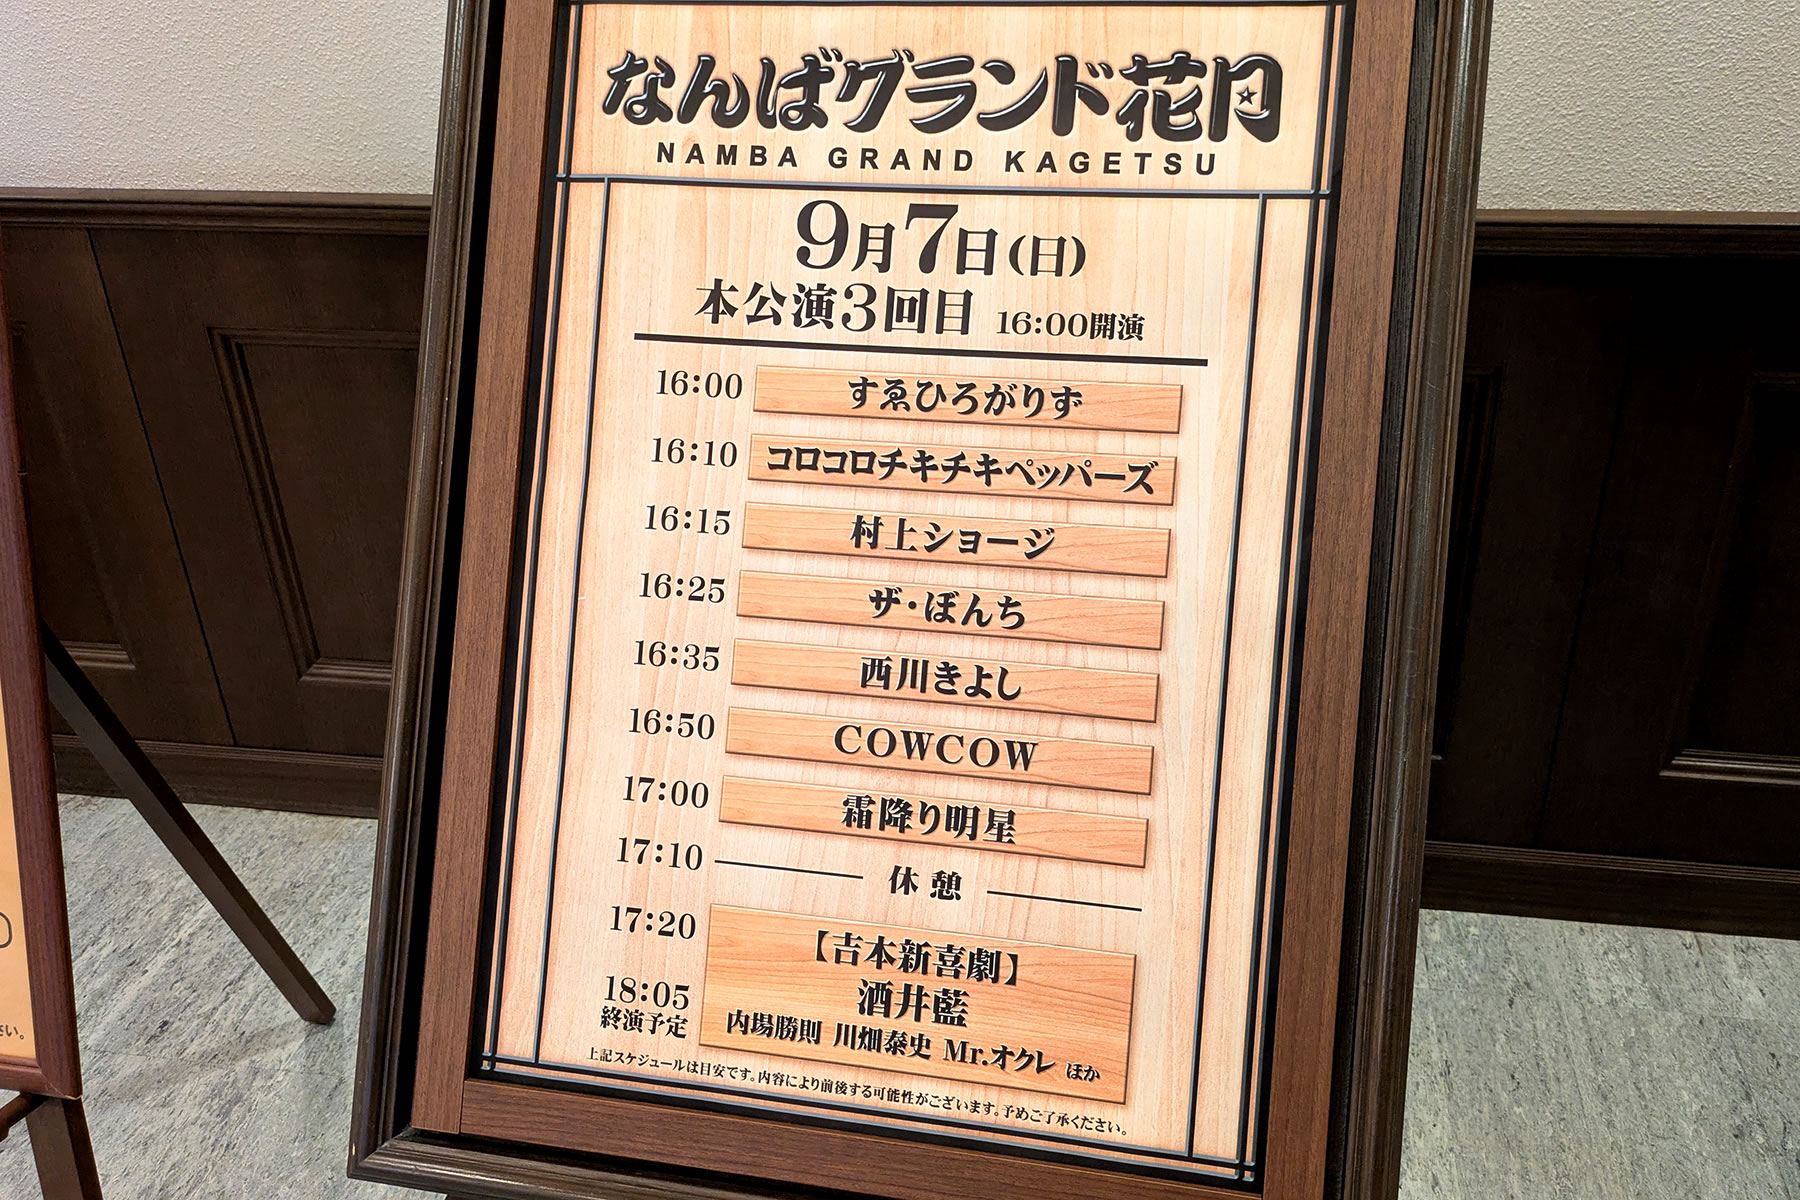 なんばグランド花月
NAMBA GRAND KAGETSU
9月7日(日)
本公演3回目 16:00開演
16:00 すゑひろがりず
16:10 コロコロチキチキペッパーズ
16:15 村上ショージ
16:25 ザ・ぼんち
16:35 西川きよし
16:50 COWCOW
17:00 霜降り明星
17:10 休憩
17:20 【吉本新喜劇】
酒井藍
18:05 内場勝則 川畑泰史 Mr.オクレ ほか
終演予定
上記スケジュールは目安です。内容により前後する可能性がございます。予めご了承ください。
さい。